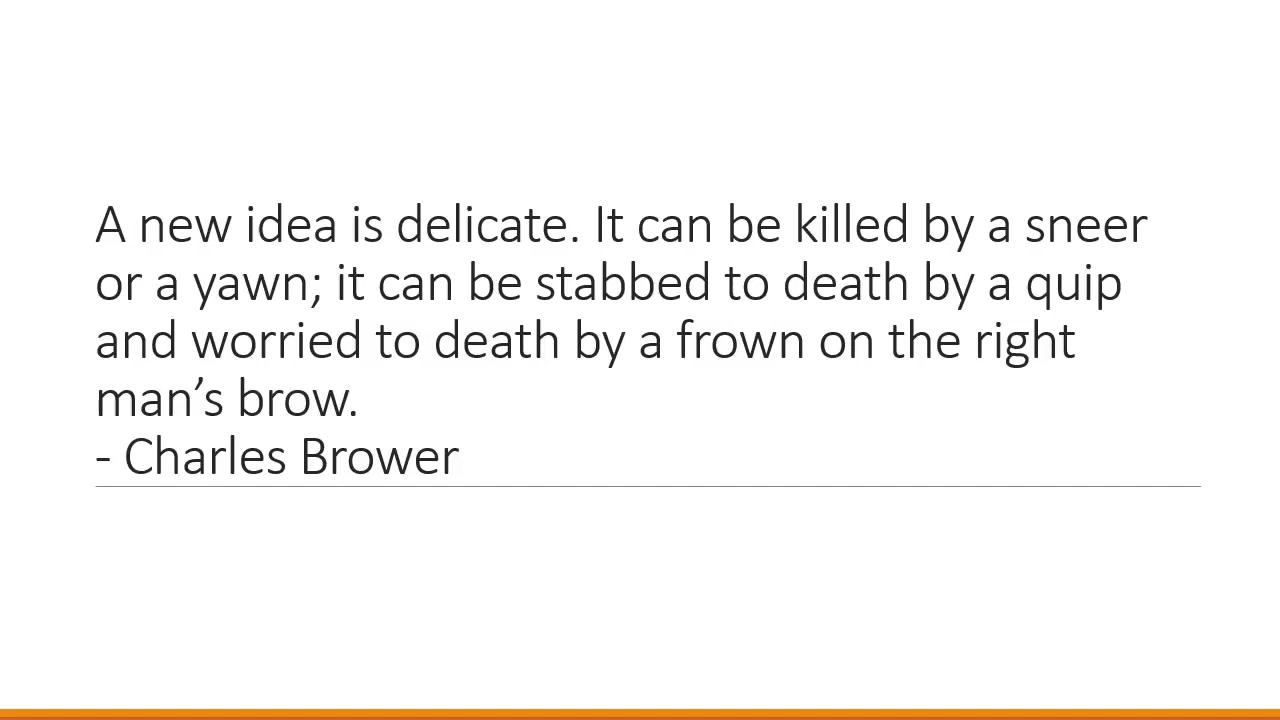 A new idea is delicate. It can be killed by a sneer
or a yawn; it can be stabbed to death by a quip
and worried to death by a frown on the right
man’s brow.
- Charles Brower